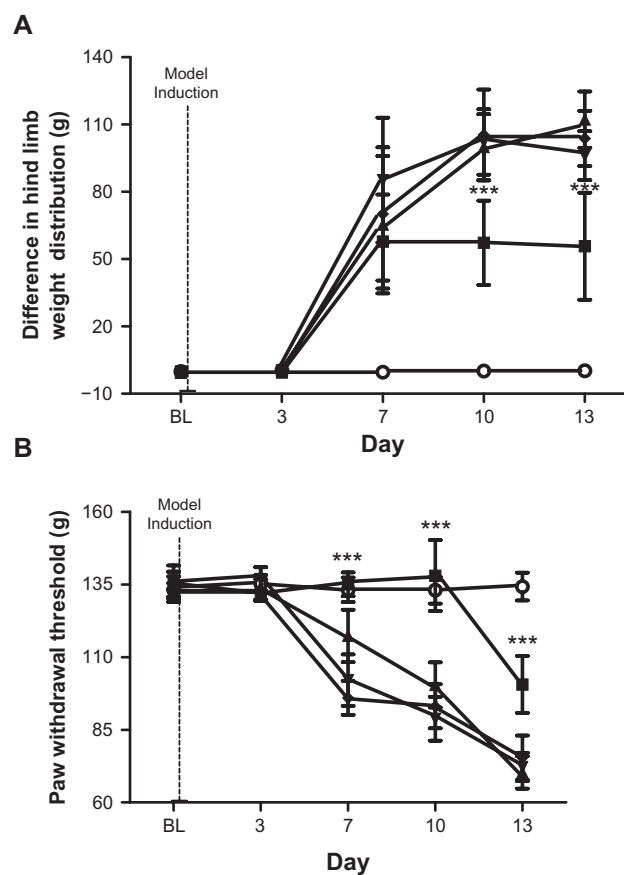 A
Difference in hind limb
weight distribution (g)
140
110
80
50
20
−10
Model
Induction
***
***
BL
3
7
10
13
Day
B
Paw withdrawal threshold (g)
160
135
110
85
60
Model
Induction
***
***
***
BL
3
7
10
13
Day